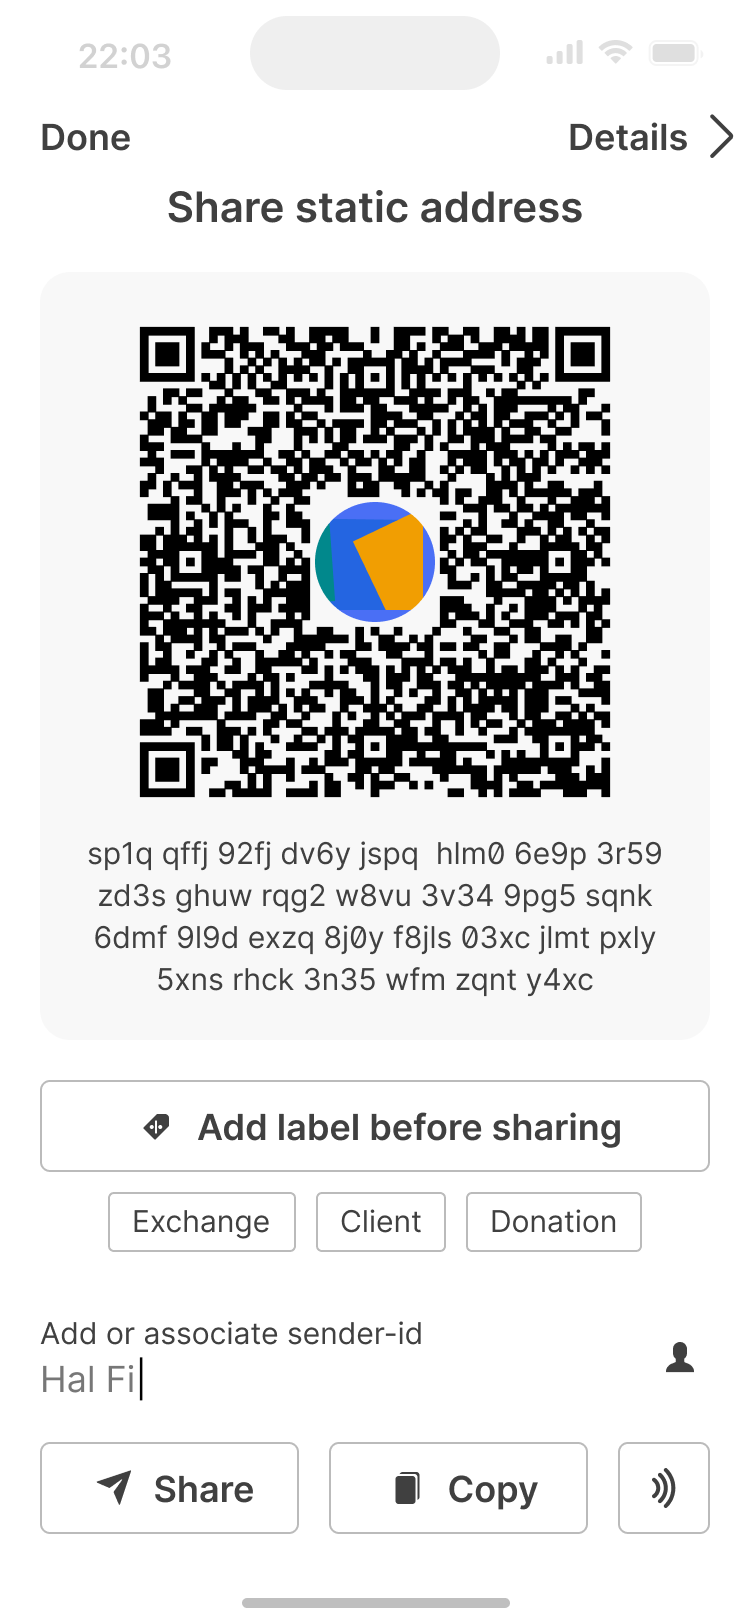 22:03
Done
Details
Share static address
sp1q qffj 92fj dv6y jspq  hlm0 6e9p 3r59
zd3s ghuw rqg2 w8vu 3v34 9pg5 sqnk
6dmf 9l9d exzq 8j0y f8jls 03xc jlmt pxly
5xns rhck 3n35 wfm zqnt y4xc
Add label before sharing
Exchange
Client
Donation
Add or associate sender-id
Hal Fi
Share
Copy